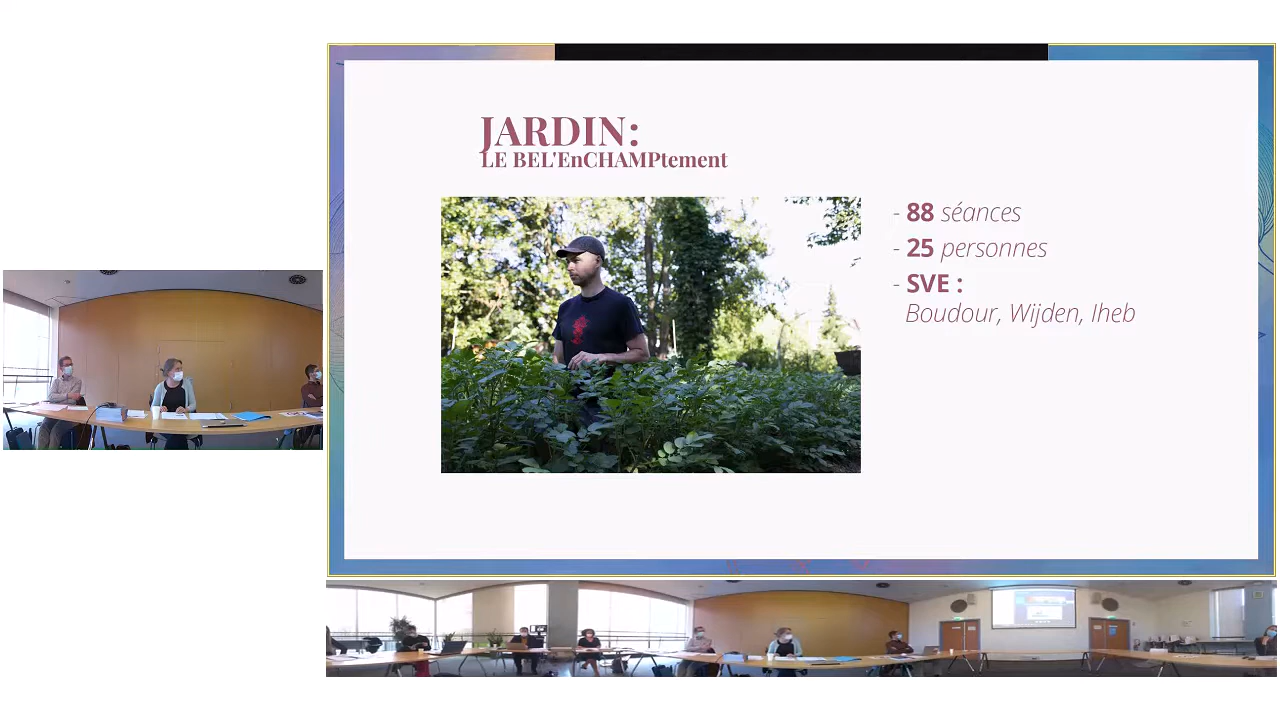 JARDIN:
LE BEL'EnCHAMPtement
- 88 séances
- 25 personnes
- SVE :
Boudour, Wijden, Iheb